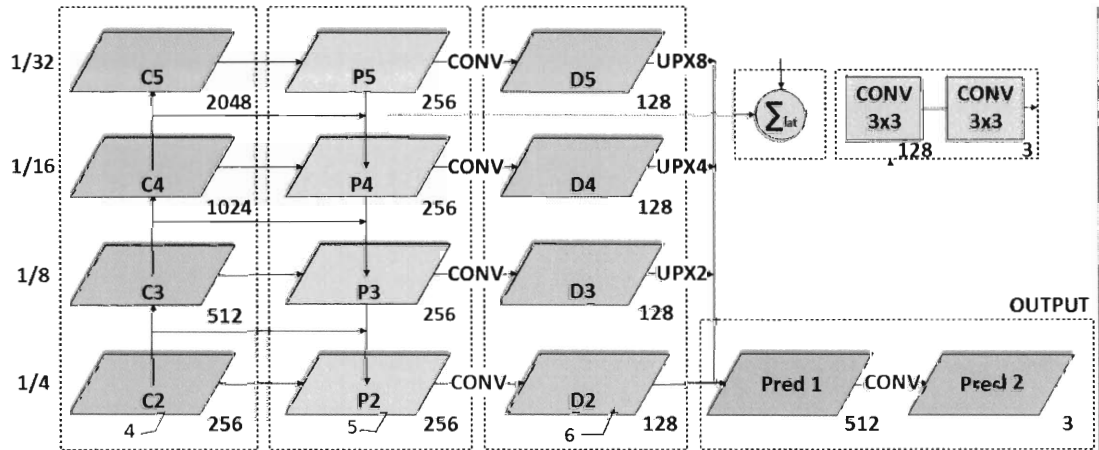 1/32 C5 P5 CONV D5 UPX8
2048 256 128
∑lat
CONV 3x3 CONV 3x3
128 3
1/16 C4 P4 CONV D4 UPX4
1024 256 128
1/8 C3 P3 CONV D3 UPX2
512 256 128
OUTPUT
1/4 C2 P2 CONV D2 Pred 1 CONV Pred 2
4 256 5 256 6 128 512 3